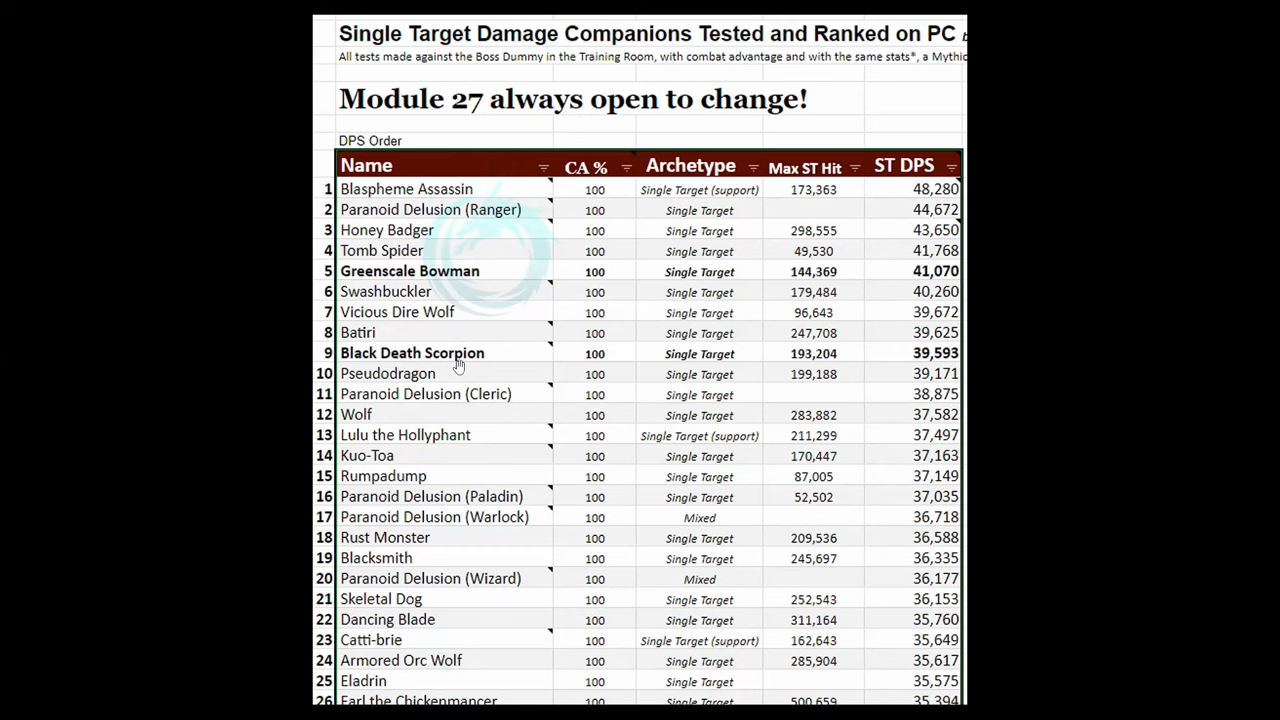 Single Target Damage Companions Tested and Ranked on PC
All tests made against the Boss Dummy in the Training Room, with combat advantage and with the same stats*, a Mythic
Module 27 always open to change!
DPS Order
Name CA % Archetype Max ST Hit ST DPS
1 Blaspheme Assassin 100 Single Target (support) 173,363 48,280
2 Paranoid Delusion (Ranger) 100 Single Target 44,672
3 Honey Badger 100 Single Target 298,555 43,650
4 Tomb Spider 100 Single Target 49,530 41,768
5 Greenscale Bowman 100 Single Target 144,369 41,070
6 Swashbuckler 100 Single Target 179,484 40,260
7 Vicious Dire Wolf 100 Single Target 96,643 39,672
8 Batiri 100 Single Target 247,708 39,625
9 Black Death Scorpion 100 Single Target 193,204 39,593
10 Pseudodragon 100 Single Target 199,188 39,171
11 Paranoid Delusion (Cleric) 100 Single Target 38,875
12 Wolf 100 Single Target 283,882 37,582
13 Lulu the Hollyphant 100 Single Target (support) 211,299 37,497
14 Kuo-Toa 100 Single Target 170,447 37,163
15 Rumpadump 100 Single Target 87,005 37,149
16 Paranoid Delusion (Paladin) 100 Single Target 52,502 37,035
17 Paranoid Delusion (Warlock) 100 Mixed 36,718
18 Rust Monster 100 Single Target 209,536 36,588
19 Blacksmith 100 Single Target 245,697 36,335
20 Paranoid Delusion (Wizard) 100 Mixed 36,177
21 Skeletal Dog 100 Single Target 252,543 36,153
22 Dancing Blade 100 Single Target 311,164 35,760
23 Catti-brie 100 Single Target (support) 162,643 35,649
24 Armored Orc Wolf 100 Single Target 285,904 35,617
25 Eladrin 100 Single Target 35,575
26 Earl the Chickenmancer 100 Single Target 500,659 35,394